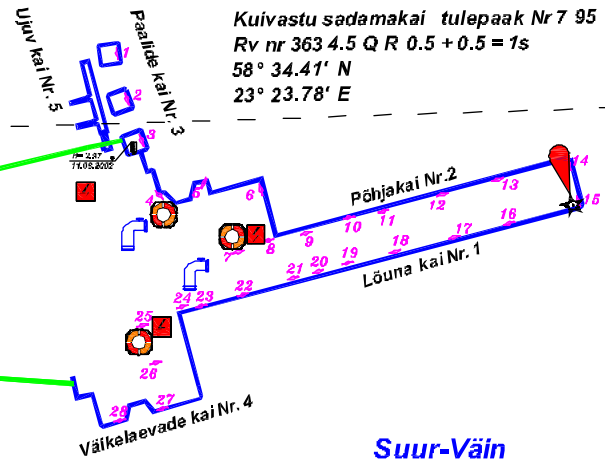 Kuivastu sadamakai tulepaak Nr 7 95
Rv nr 363 4.5 Q R 0.5 + 0.5 = 1s
58° 34.41' N
23° 23.78' E
Ujuv kai Nr. 5
Paalide kai Nr. 3
1
2
3
11.06.2002
4
5
6
7
8
9
10
11
12
13
14
15
Põhjakai Nr.2
16
17
18
19
20
21
22
23
24
Lõuna kai Nr. 1
25
26
27
28
Väikelaevade kai Nr. 4
Suur-Väin